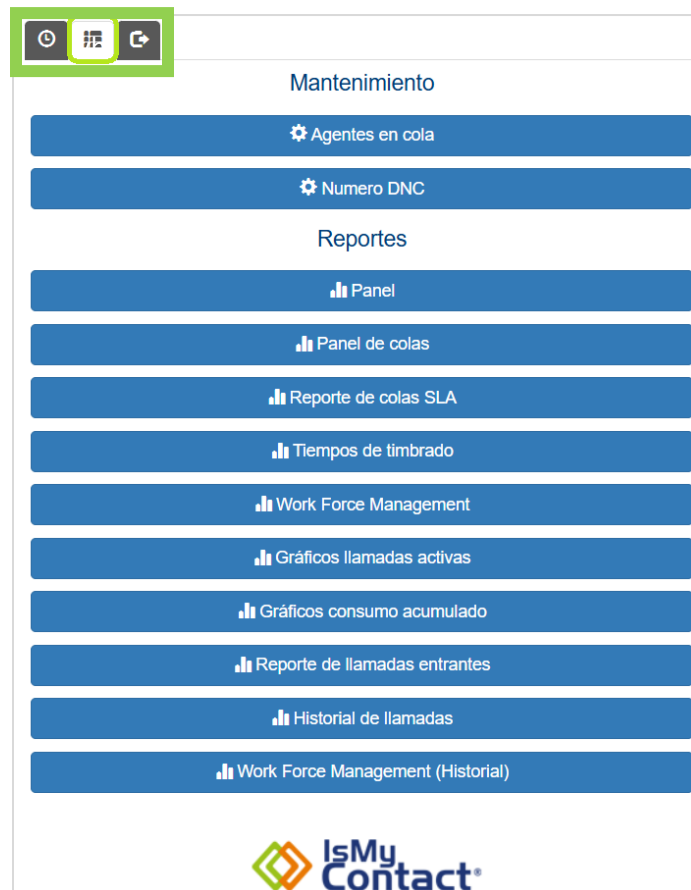 Mantenimiento
Agentes en cola
Numero DNC
Reportes
Panel
Panel de colas
Reporte de colas SLA
Tiempos de timbrado
Work Force Management
Gráficos llamadas activas
Gráficos consumo acumulado
Reporte de llamadas entrantes
Historial de llamadas
Work Force Management (Historial)
IsMy
Contact®